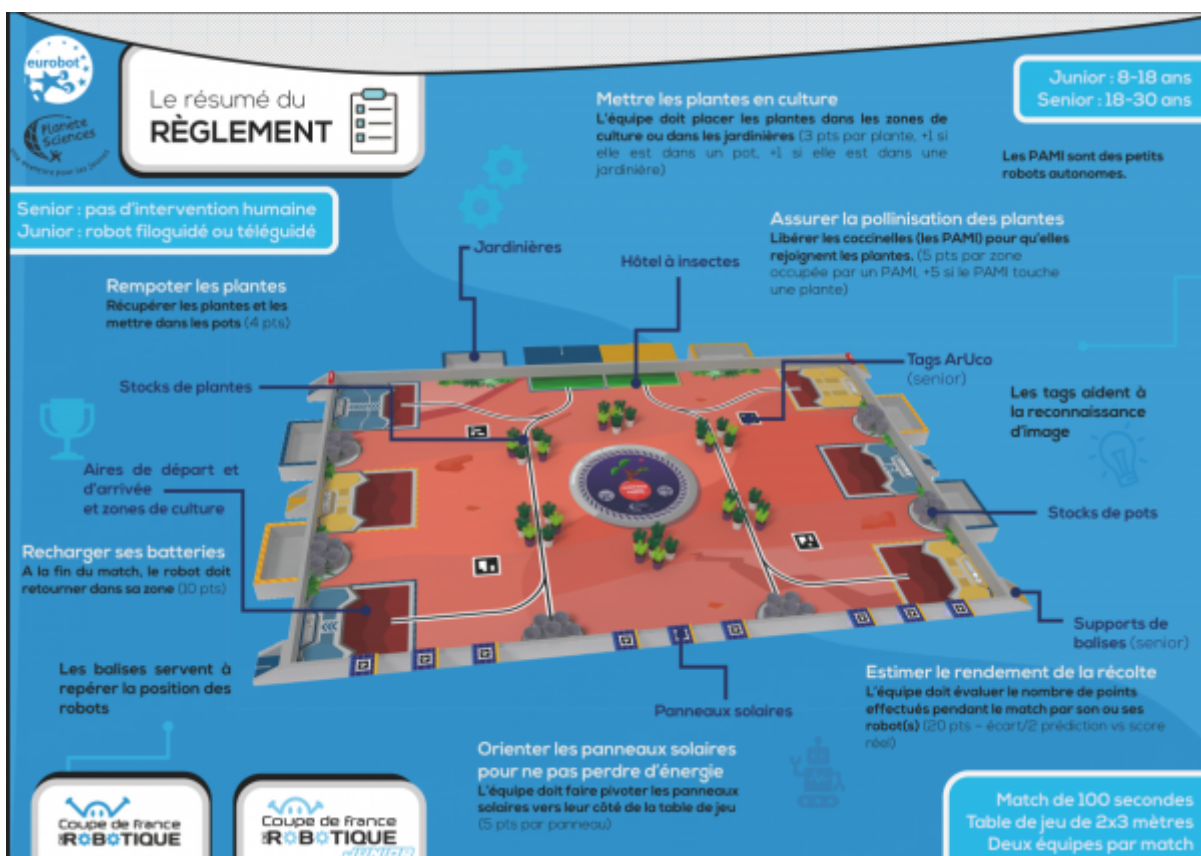 eurobot
Planète
Sciences
Le résumé du
RÈGLEMENT
Mettre les plantes en culture
L'équipe doit placer les plantes dans les zones de
culture ou dans les jardinières (3 pts par plante, +1 si
elle est dans un pot, +1 si elle est dans une
jardinière)
Junior : 8-18 ans
Senior : 18-30 ans
Les PAMI sont des petits
robots autonomes.
Senior : pas d'intervention humaine
Junior : robot filoguidé ou téléguidé
Assurer la pollinisation des plantes
Libérer les coccinelles (les PAMI) pour qu'elles
rejoignent les plantes. (5 pts par zone
occupée par un PAMI, +5 si le PAMI touche
une plante)
Jardinières
Hôtel à insectes
Rempoter les plantes
Récupérer les plantes et les
mettre dans les pots (4 pts)
Stocks de plantes
Tags ArUco
(senior)
Les tags aident à
la reconnaissance
d'image
Aires de départ et
d'arrivée
et zones de culture
Stocks de pots
Recharger ses batteries
A la fin du match, le robot doit
retourner dans sa zone (10 pts)
Supports de
balises (senior)
Les balises servent à
repérer la position des
robots
Panneaux solaires
Estimer le rendement de la récolte
L'équipe doit évaluer le nombre de points
effectués pendant le match par son ou ses
robot(s) (20 pts – écart/2 prédiction vs score
réel)
Orienter les panneaux solaires
pour ne pas perdre d'énergie
L'équipe doit faire pivoter les panneaux
solaires vers leur côté de la table de jeu
(5 pts par panneau)
Coupe de France
DE ROBOTIQUE
Coupe de France
DE ROBOTIQUE
JUNIOR
Match de 100 secondes
Table de jeu de 2x3 mètres
Deux équipes par match